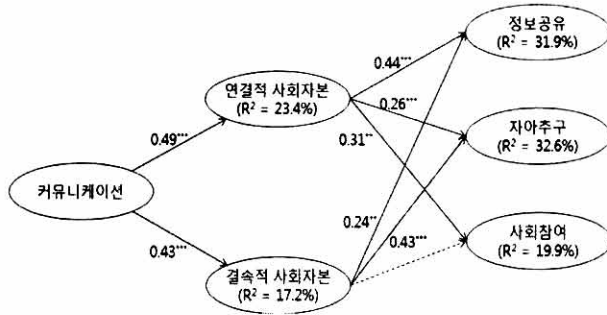 정보공유
(R² = 31.9%)
0.44***
연결적 사회자본
(R² = 23.4%)
0.26***
자아추구
(R² = 32.6%)
0.49***
0.31**
커뮤니케이션
0.24**
0.43***
사회참여
(R² = 19.9%)
0.43***
결속적 사회자본
(R² = 17.2%)